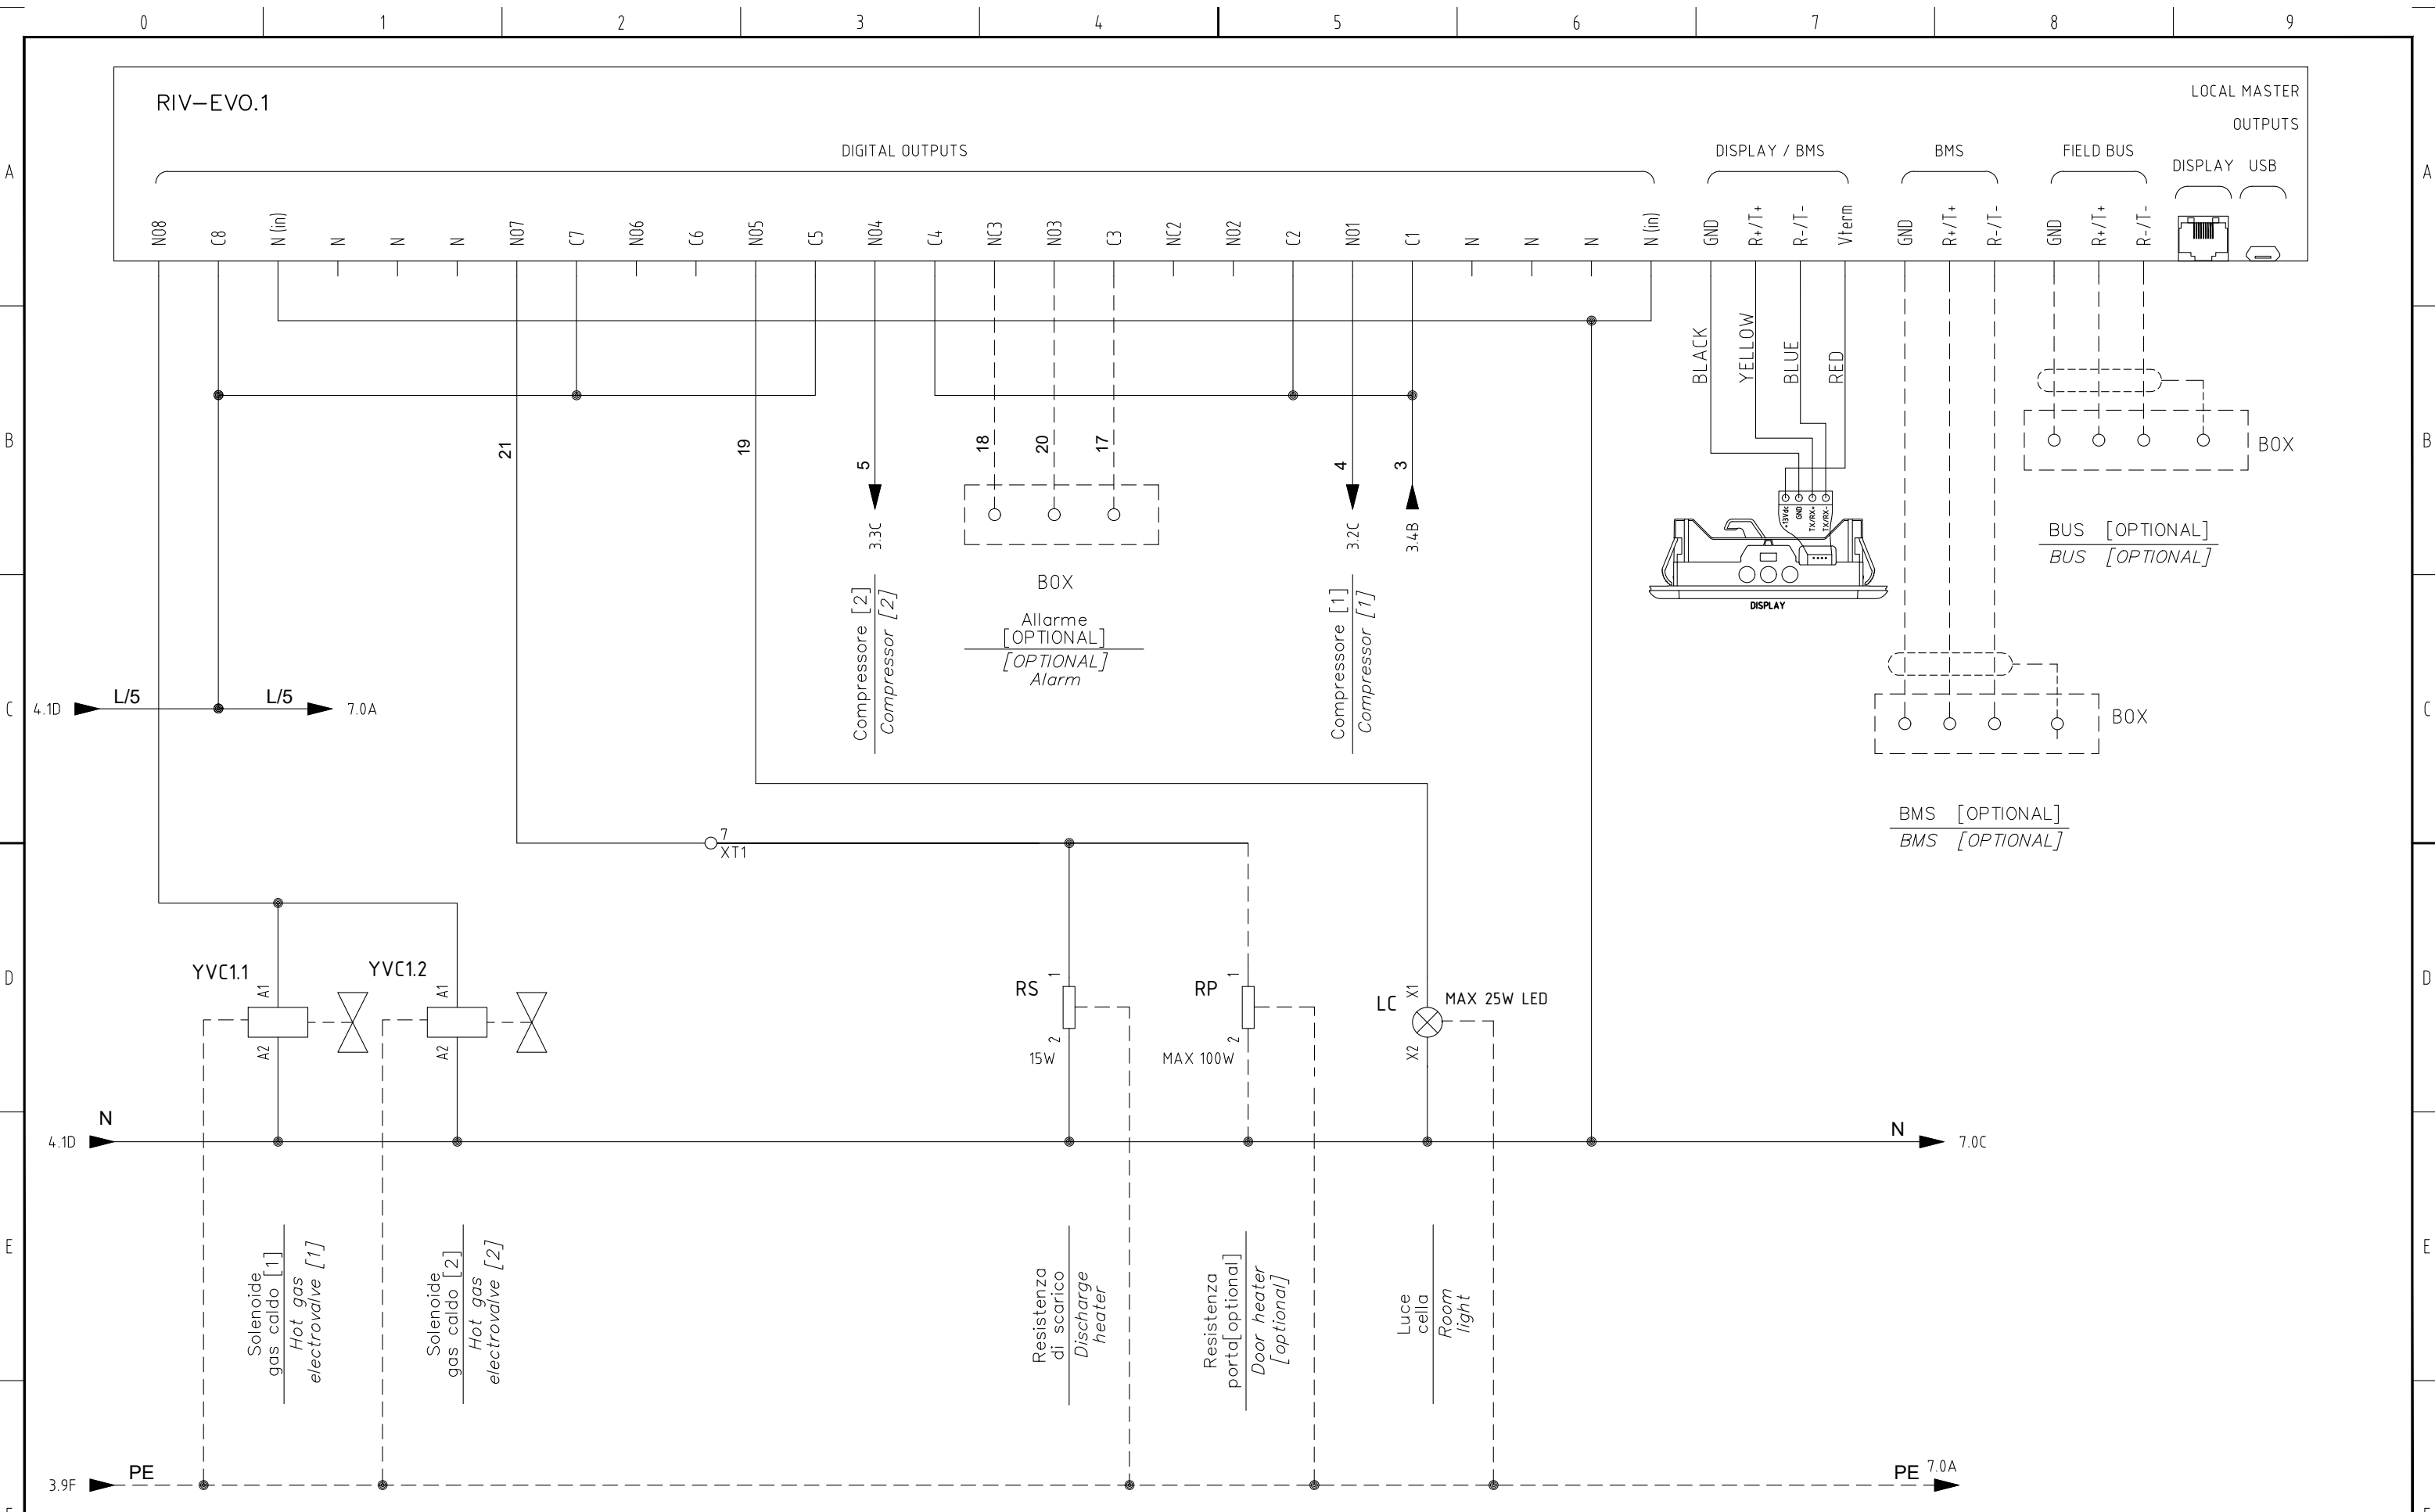 0 1 2 3 4 5 6 7 8 9
RIV-EVO.1
LOCAL MASTER
OUTPUTS
DIGITAL OUTPUTS
DISPLAY / BMS
BMS
FIELD BUS
DISPLAY USB
A A
NO8 C8 N (in) N N N NO7 C7 NO6 C6 NO5 C5 NO4 C4 NC3 NO3 C3 NC2 NO2 C2 NO1 C1 N N N N (in) GND R+/T+ R-/T- Vterm GND R+/T+ R-/T- GND R+/T+ R-/T-
BLACK YELLOW BLUE RED
B B
21 19 5 18 20 17 4 3
BOX
+13Vdc GND TX/RX+ TX/RX-
3.3C 3.2C 3.4B
BUS [OPTIONAL]
BUS [OPTIONAL]
BOX
DISPLAY
Compressore [2]
Compressor [2]
Allarme
[OPTIONAL]
[OPTIONAL]
Alarm
Compressore [1]
Compressor [1]
C C
4.1D L/5 L/5 7.0A
BOX
BMS [OPTIONAL]
BMS [OPTIONAL]
7
XT1
D D
YVC1.1 A1 A2
YVC1.2 A1 A2
RS 1 2
15W
RP 1 2
MAX 100W
LC X1 X2
MAX 25W LED
N N
4.1D 7.0C
E E
Solenoide
gas caldo [1]
Hot gas
electrovalve [1]
Solenoide
gas caldo [2]
Hot gas
electrovalve [2]
Resistenza
di scarico
Discharge
heater
Resistenza
porta[optional]
Door heater
[optional]
Luce
cella
Room
light
3.9F PE PE 7.0A